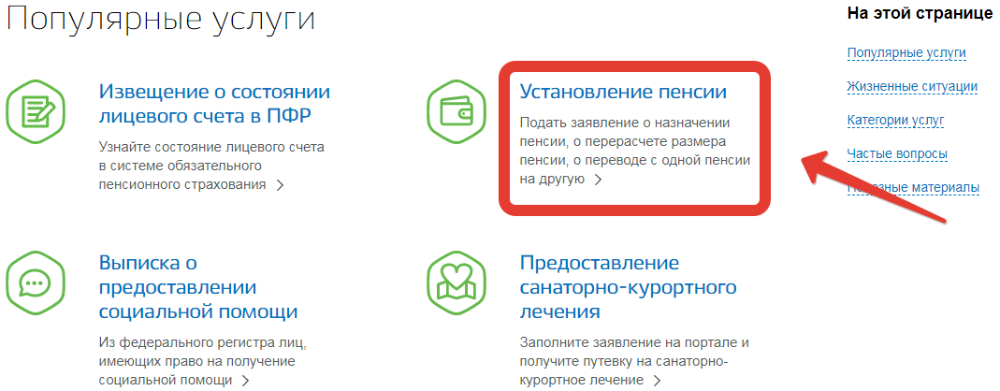 Популярные услуги
Извещение о состоянии
лицевого счета в ПФР
Узнайте состояние лицевого счета
в системе обязательного
пенсионного страхования
Установление пенсии
Подать заявление о назначении
пенсии, о перерасчете размера
пенсии, о переводе с одной пенсии
на другую
Выписка о
предоставлении
социальной помощи
Из федерального регистра лиц,
имеющих право на получение
социальной помощи
Предоставление
санаторно-курортного
лечения
Заполните заявление на портале и
получите путевку на санаторно-
курортное лечение
На этой странице
Популярные услуги
Жизненные ситуации
Категории услуг
Частые вопросы
Полезные материалы